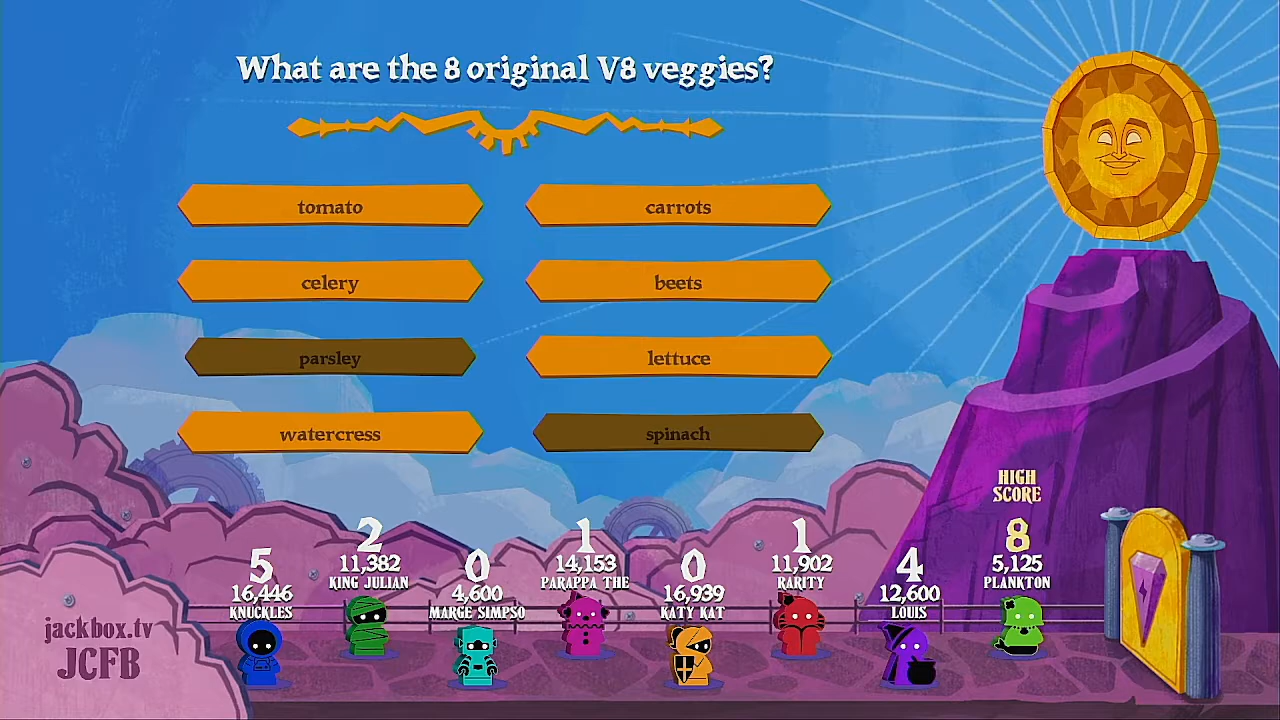 What are the 8 original V8 veggies?
tomato
carrots
celery
beets
parsley
lettuce
watercress
spinach
HIGH
SCORE
5
16,446
KNUCKLES
2
11,382
KING JULIAN
0
4,600
MARGE SIMPSO
1
14,153
PARAPPA THE
0
16,939
KATY KAT
1
11,902
RARITY
4
12,600
LOUIS
8
5,125
PLANKTON
jackbox.tv
JCFB